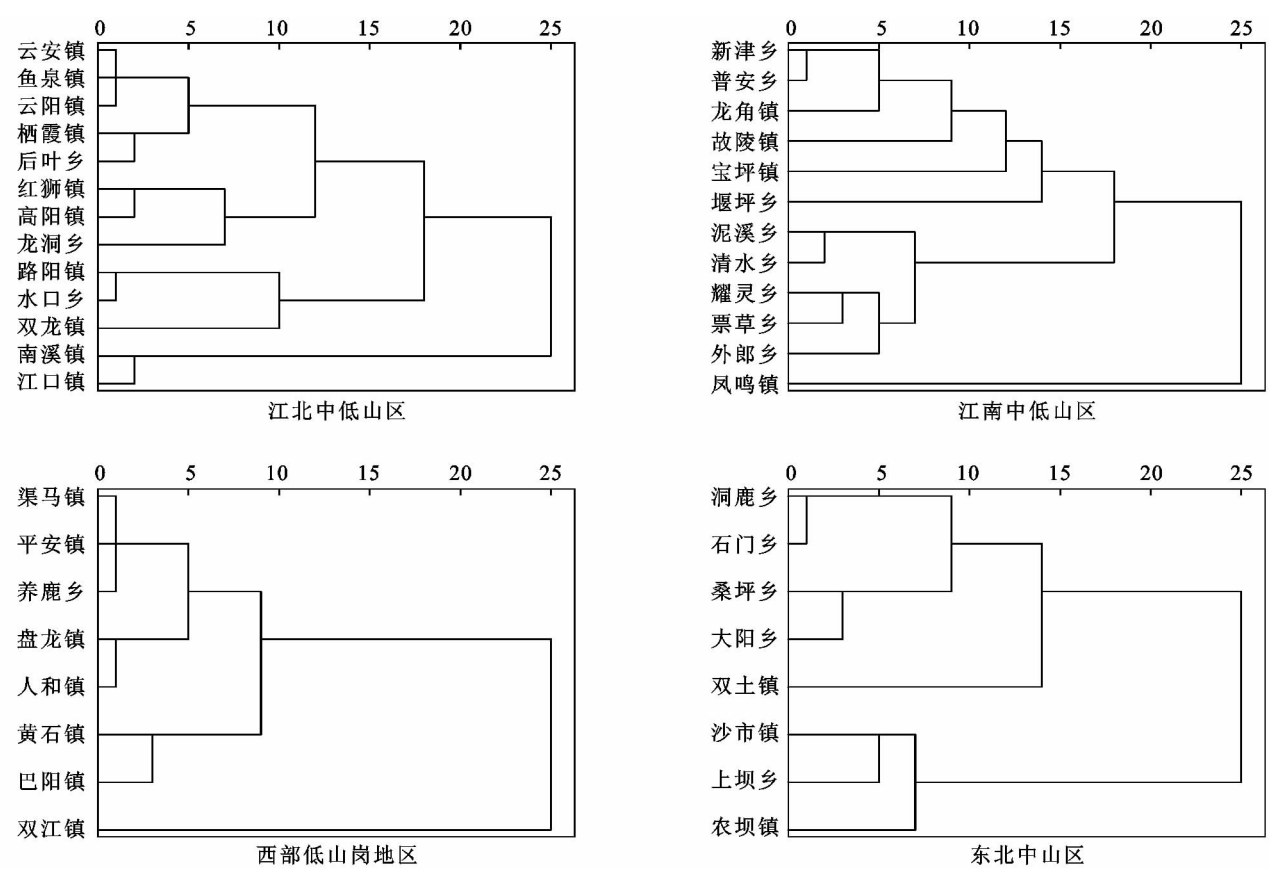 0 5 10 15 20 25
云安镇
鱼泉镇
云阳镇
栖霞镇
后叶乡
红狮镇
高阳镇
龙洞乡
路阳镇
水口乡
双龙镇
南溪镇
江口镇
江北中低山区
0 5 10 15 20 25
新津乡
普安乡
龙角镇
故陵镇
宝坪镇
堰坪乡
泥溪乡
清水乡
耀灵乡
票草乡
外郎乡
凤鸣镇
江南中低山区
0 5 10 15 20 25
渠马镇
平安镇
养鹿乡
盘龙镇
人和镇
黄石镇
巴阳镇
双江镇
西部低山岗地区
0 5 10 15 20 25
洞鹿乡
石门乡
桑坪乡
大阳乡
双土镇
沙市镇
上坝乡
农坝镇
东北中山区